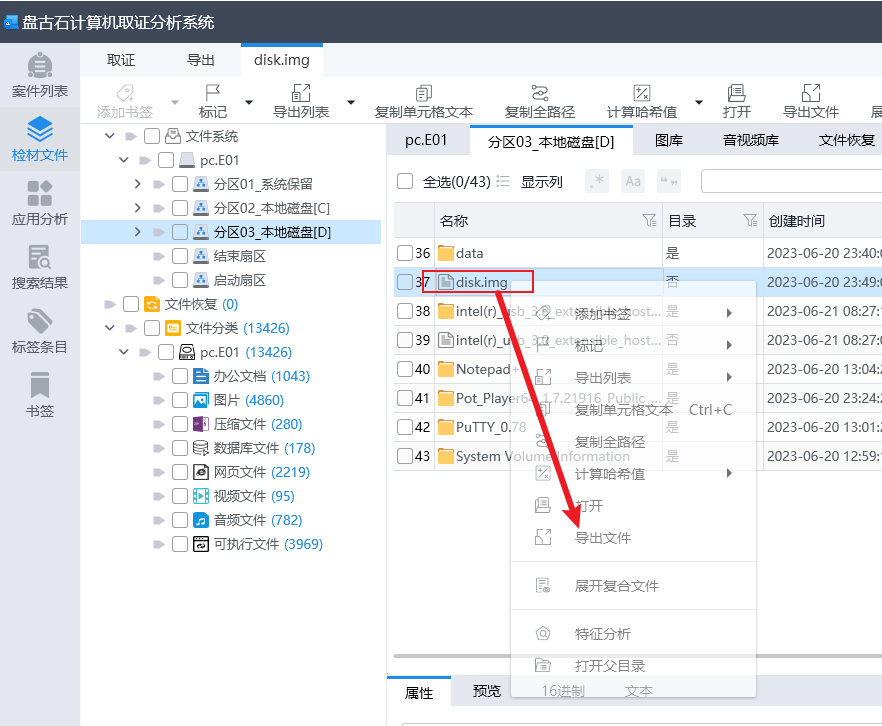 盘古石计算机取证分析系统
案件列表
检材文件
应用分析
搜索结果
标签条目
书签
取证 导出 disk.img
添加书签 标记 导出列表 复制单元格文本 复制全路径 计算哈希值 打开 导出文件
文件系统
pc.E01
分区01_系统保留
分区02_本地磁盘[C]
分区03_本地磁盘[D]
结束扇区
启动扇区
文件恢复 (0)
文件分类 (13426)
pc.E01 (13426)
办公文档 (1043)
图片 (4860)
压缩文件 (280)
数据库文件 (178)
网页文件 (2219)
视频文件 (95)
音频文件 (782)
可执行文件 (3969)
pc.E01 分区03_本地磁盘[D] 图库 音视频库 文件恢复
全选(0/43) 显示列 .* Aa “”
名称 目录 创建时间
36 data 是 2023-06-20 23:40:0
37 disk.img 否 2023-06-20 23:49:0
38 intel(r)_usb_3.0_extensible_host... 是 2023-06-21 08:27:1
39 intel(r)_usb_3.0_extensible_host... 否 2023-06-21 08:27:
40 Notepad+ 是 2023-06-20 13:04:2
41 Pot_Player64_1.7.21916_Public_... 是 2023-06-20 23:24:2
42 PuTTY_0.78 是 2023-06-20 13:01:2
43 System Volume Information 是 2023-06-20 12:59:1
添加书签
标记
导出列表
复制单元格文本 Ctrl+C
复制全路径
计算哈希值
打开
导出文件
展开复合文件
特征分析
打开父目录
属性 预览 16进制 文本